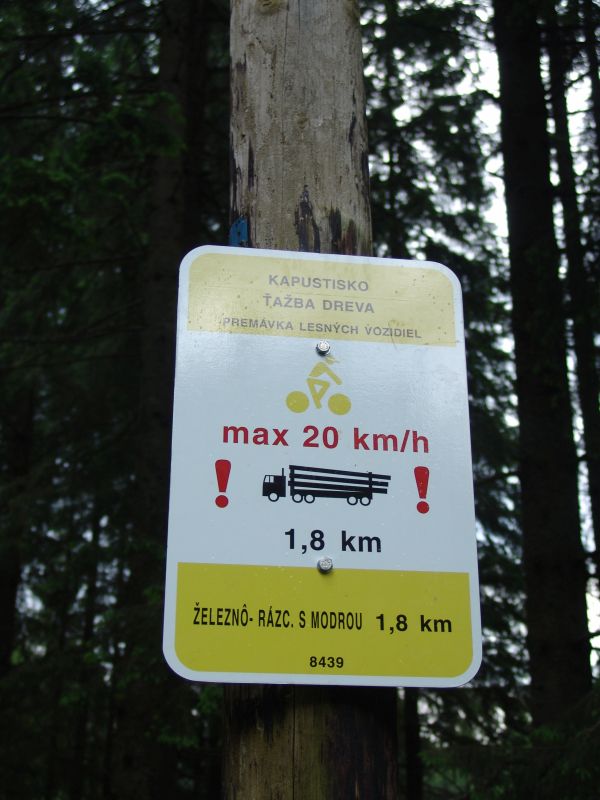 KAPUSTISKO
ŤAŽBA DREVA
PREMÁVKA LESNÝCH VOZIDIEL
max 20 km/h
! !
1,8 km
ŽELEZNÔ- RÁZC. S MODROU 1,8 km
8439